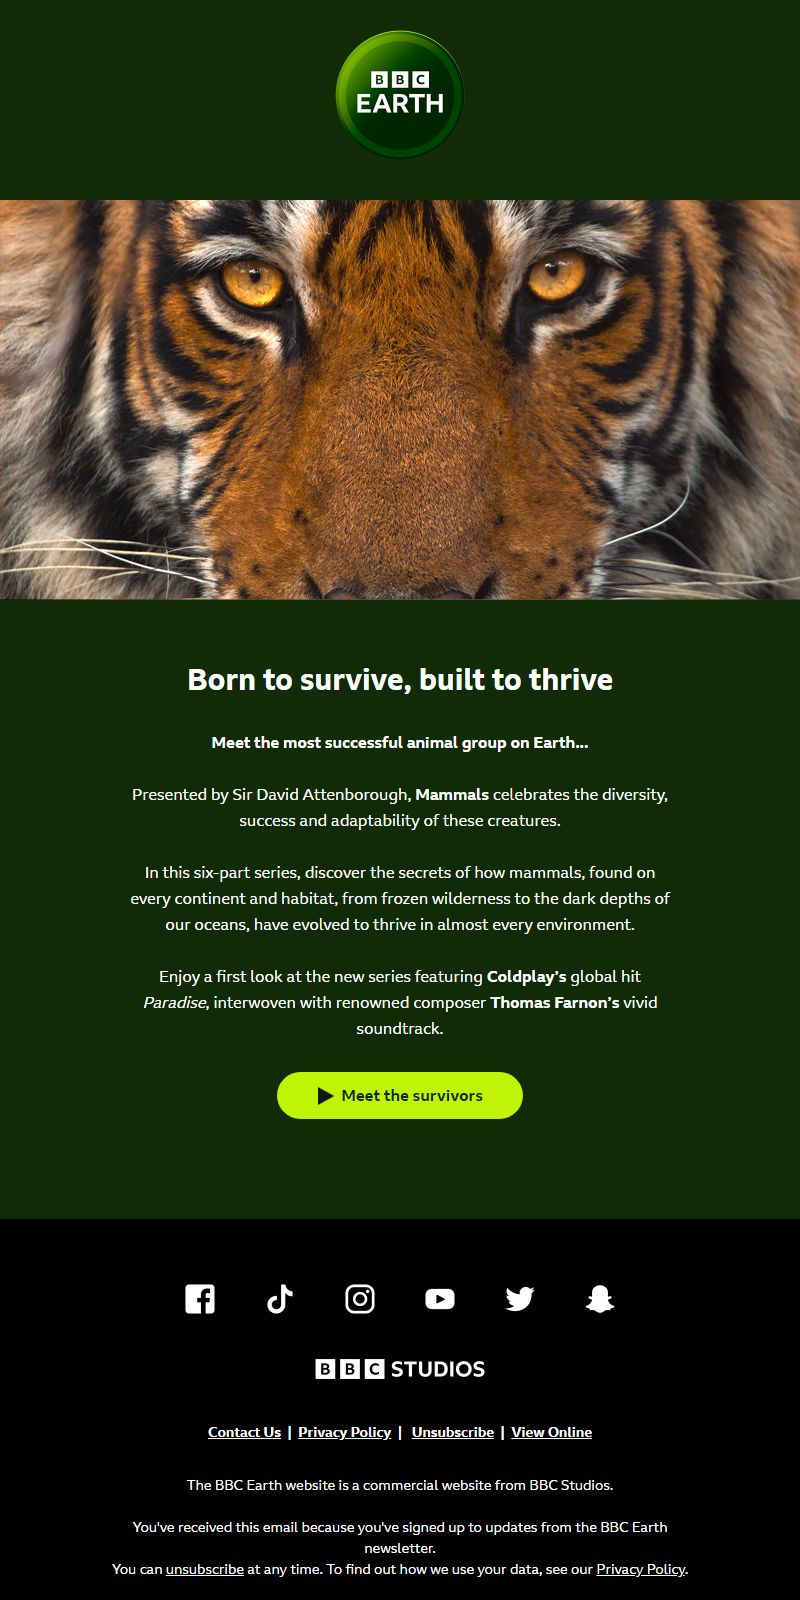 BBC
EARTH
Born to survive, built to thrive
Meet the most successful animal group on Earth...
Presented by Sir David Attenborough, Mammals celebrates the diversity,
success and adaptability of these creatures.
In this six-part series, discover the secrets of how mammals, found on
every continent and habitat, from frozen wilderness to the dark depths of
our oceans, have evolved to thrive in almost every environment.
Enjoy a first look at the new series featuring Coldplay's global hit
Paradise, interwoven with renowned composer Thomas Farnon's vivid
soundtrack.
Meet the survivors
BBC STUDIOS
Contact Us | Privacy Policy | Unsubscribe | View Online
The BBC Earth website is a commercial website from BBC Studios.
You've received this email because you've signed up to updates from the BBC Earth
newsletter.
You can unsubscribe at any time. To find out how we use your data, see our Privacy Policy.